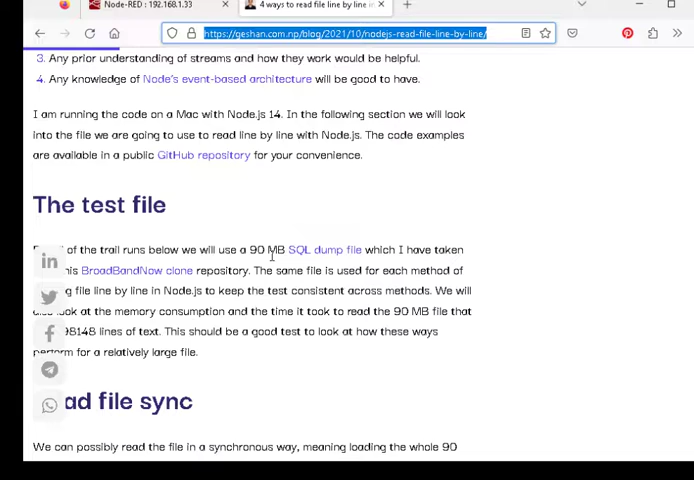 Node-RED : 192.168.1.33
4 ways to read file line by line in
https://geshan.com.np/blog/2021/10/nodejs-read-file-line-by-line/
3. Any prior understanding of streams and how they work would be helpful.
4. Any knowledge of Node's event-based architecture will be good to have.
I am running the code on a Mac with Node.js 14. In the following section we will look
into the file we are going to use to read line by line with Node.js. The code examples
are available in a public GitHub repository for your convenience.
The test file
of the trail runs below we will use a 90 MB SQL dump file which I have taken
his BroadBandNow clone repository. The same file is used for each method of
g file line by line in Node.js to keep the test consistent across methods. We will
also look at the memory consumption and the time it took to read the 90 MB file that
98148 lines of text. This should be a good test to look at how these ways
perform for a relatively large file.
ad file sync
We can possibly read the file in a synchronous way, meaning loading the whole 90